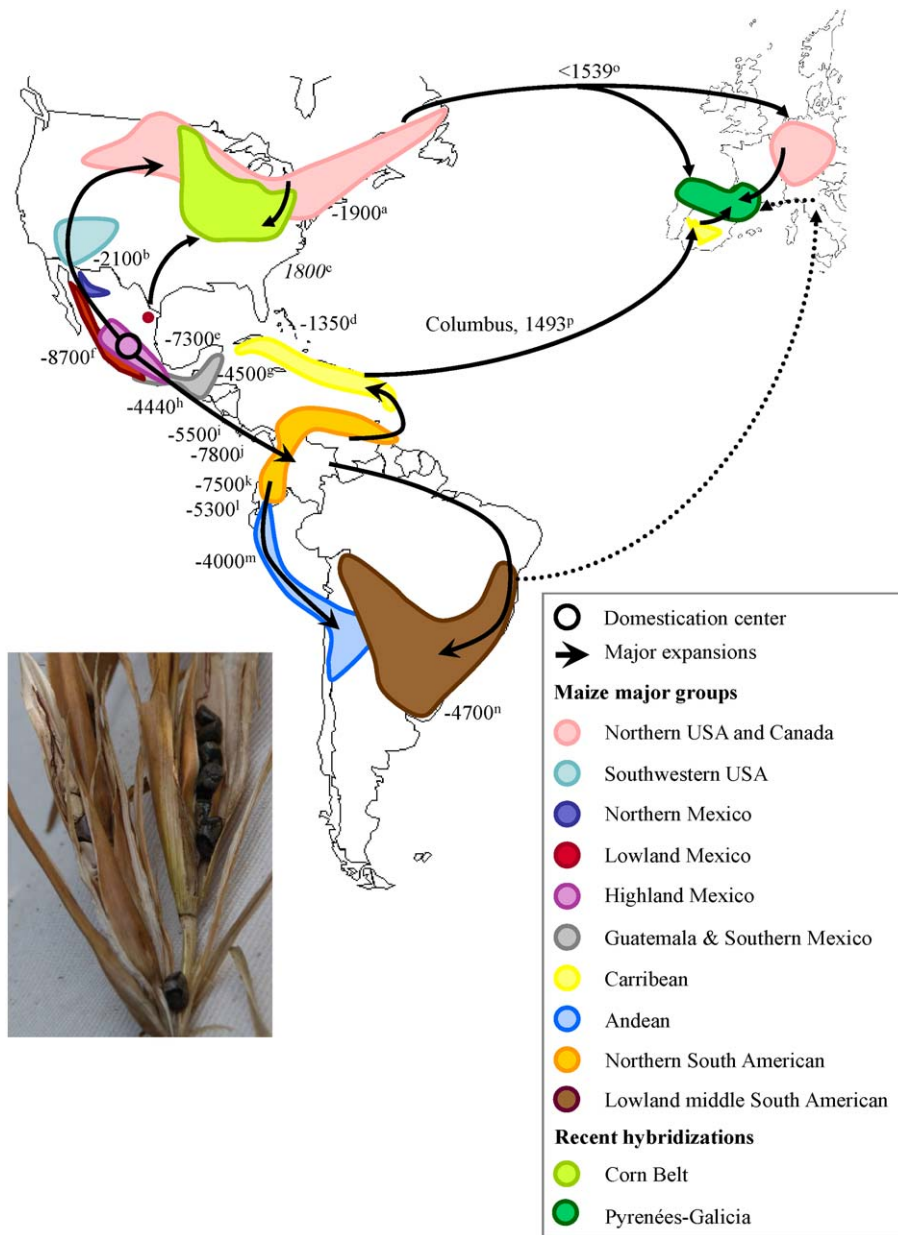 <1539ᵒ
-1900ᵃ
-2100ᵇ
1800ᶜ
-1350ᵈ
Columbus, 1493ᵖ
-7300ᵉ
-8700ᶠ
-4500ᵍ
-4440ʰ
-5500ⁱ
-7800ʲ
-7500ᵏ
-5300ˡ
-4000ᵐ
-4700ⁿ
Domestication center
Major expansions
Maize major groups
Northern USA and Canada
Southwestern USA
Northern Mexico
Lowland Mexico
Highland Mexico
Guatemala & Southern Mexico
Carribean
Andean
Northern South American
Lowland middle South American
Recent hybridizations
Corn Belt
Pyrenées-Galicia